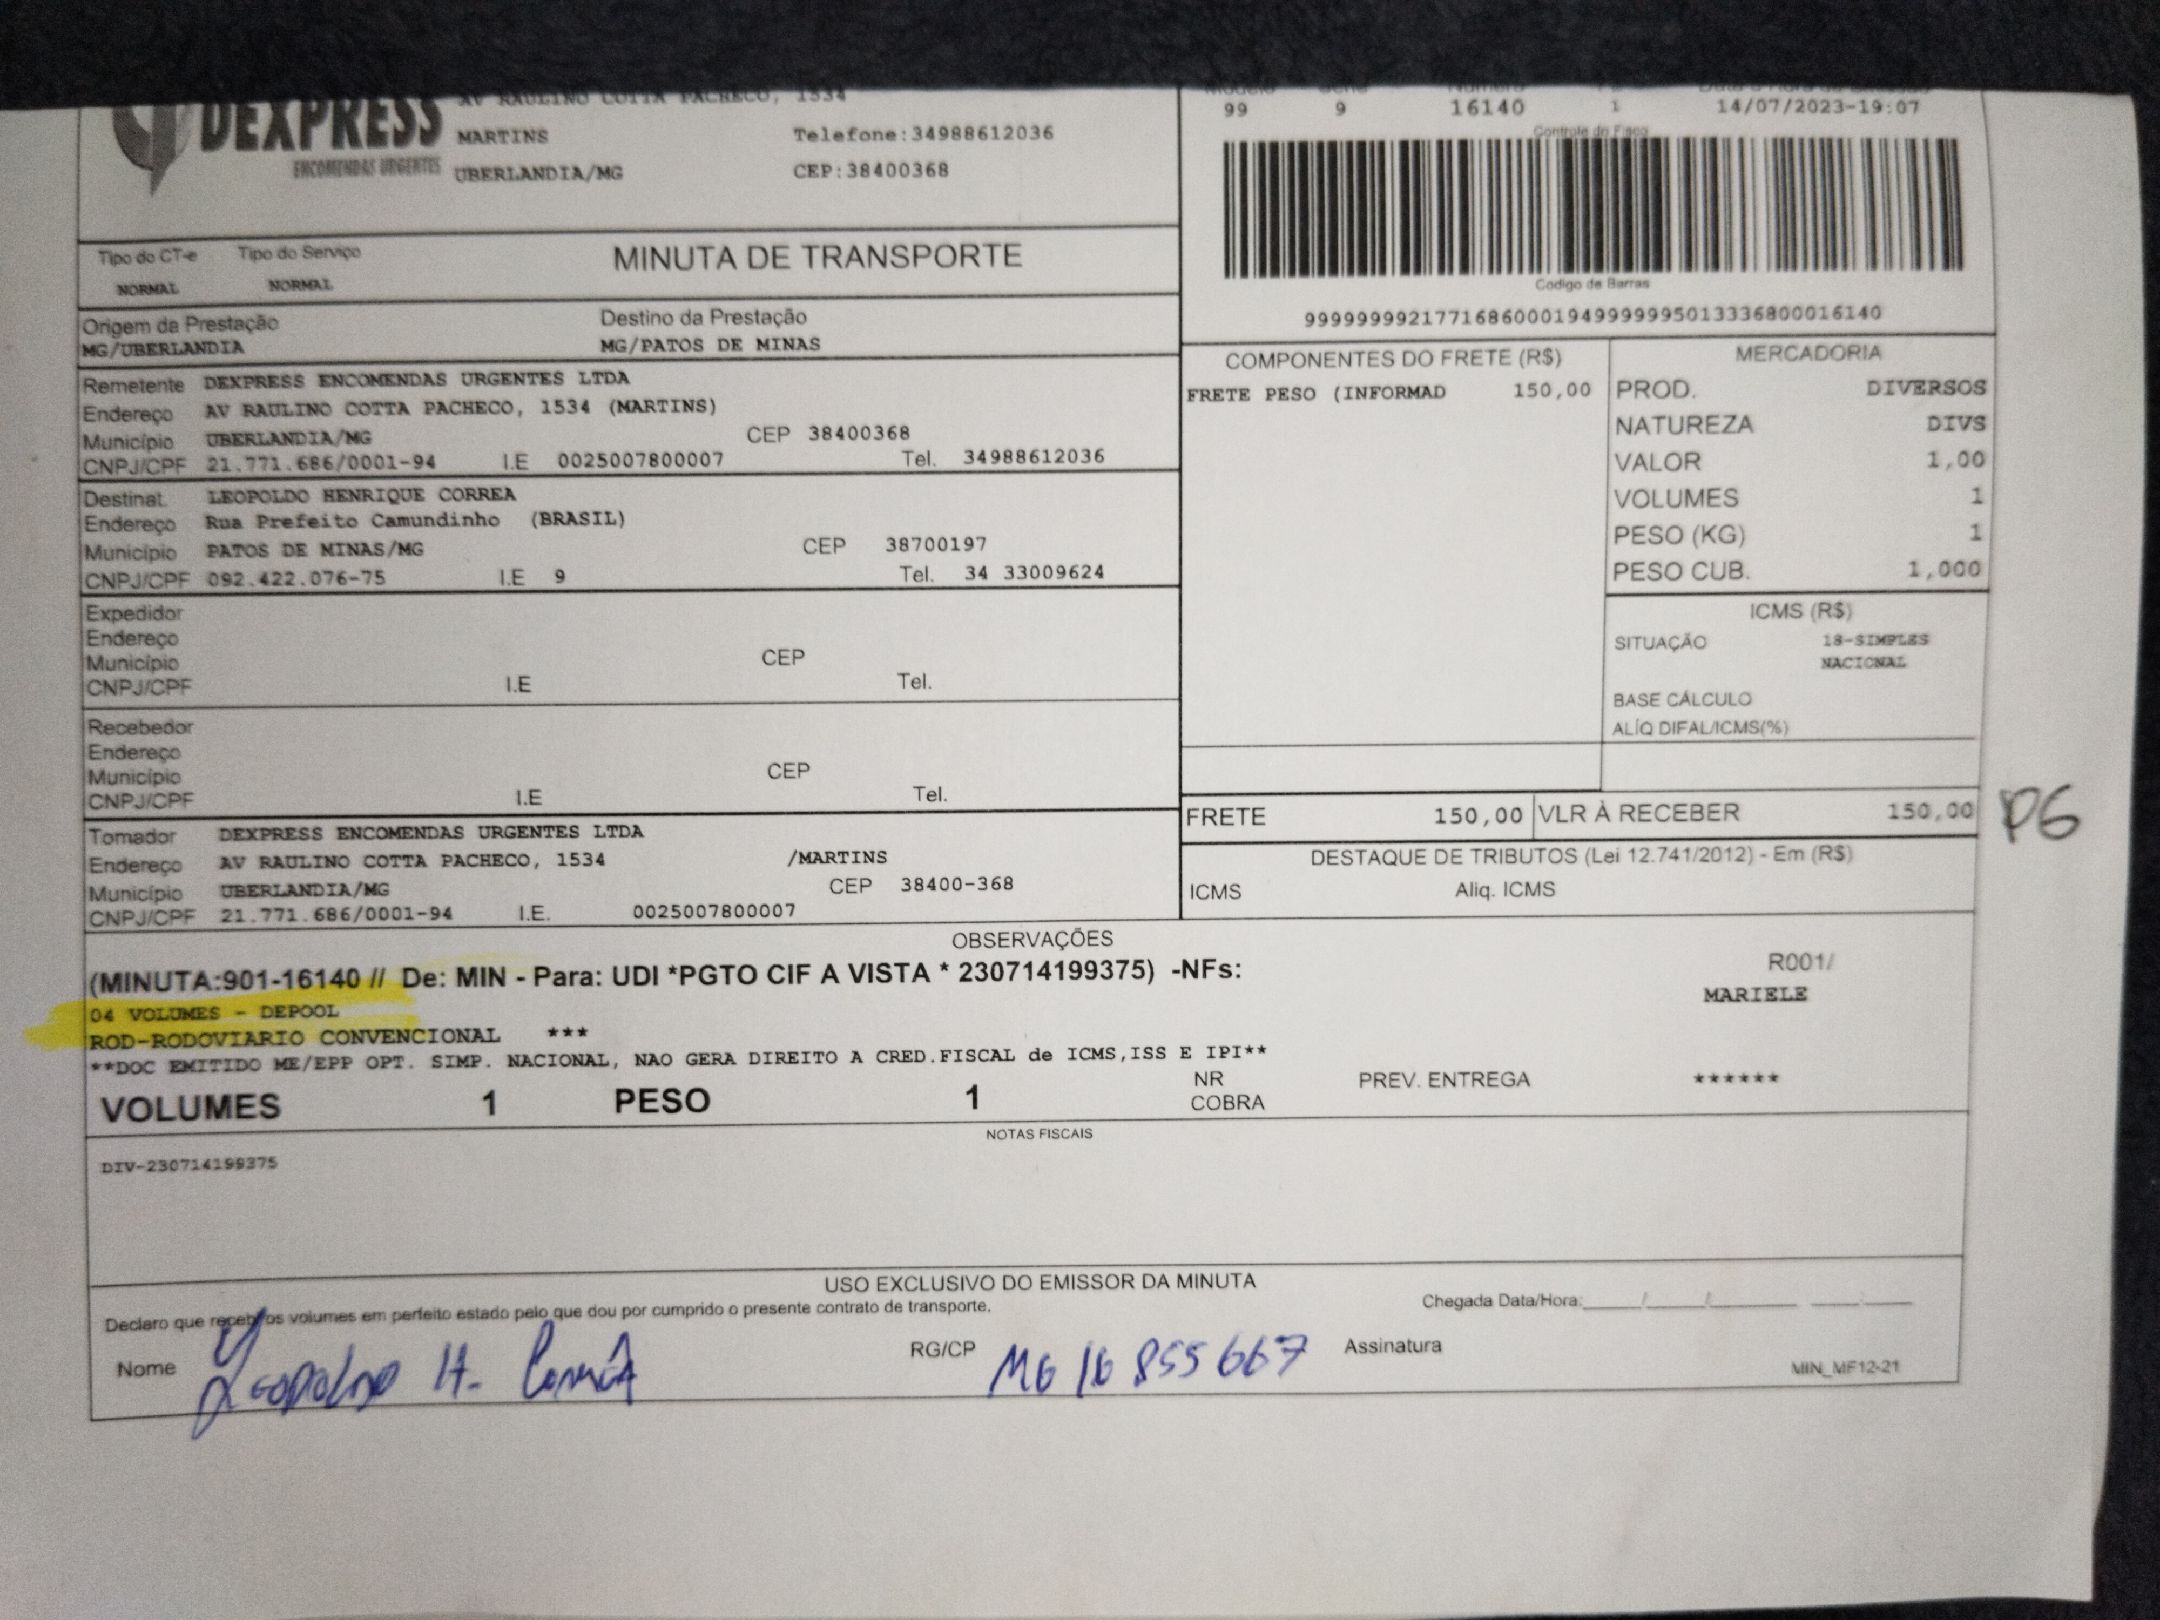 DEXPRESS
ENCOMENDAS URGENTES
AV RAULINO COTTA PACHECO, 1534
MARTINS Telefone:34988612036
UBERLANDIA/MG CEP:38400368
99 9 16140 1 14/07/2023-19:07
Controle do Fisco
Codigo de Barras
99999999217716860001949999999501333680001614​0
Tipo do CT-e Tipo do Serviço MINUTA DE TRANSPORTE
NORMAL NORMAL
Origem da Prestação Destino da Prestação
MG/UBERLANDIA MG/PATOS DE MINAS
Remetente DEXPRESS ENCOMENDAS URGENTES LTDA
Endereço AV RAULINO COTTA PACHECO, 1534 (MARTINS)
Município UBERLANDIA/MG CEP 38400368
CNPJ/CPF 21.771.686/0001-94 I.E 0025007800007 Tel. 34988612036
Destinat. LEOPOLDO HENRIQUE CORREA
Endereço Rua Prefeito Camundinho (BRASIL)
Município PATOS DE MINAS/MG CEP 38700197
CNPJ/CPF 092.422.076-75 I.E 9 Tel. 34 33009624
Expedidor
Endereço
Município CEP
CNPJ/CPF I.E Tel.
Recebedor
Endereço
Município CEP
CNPJ/CPF I.E Tel.
Tomador DEXPRESS ENCOMENDAS URGENTES LTDA
Endereço AV RAULINO COTTA PACHECO, 1534 /MARTINS
Município UBERLANDIA/MG CEP 38400-368
CNPJ/CPF 21.771.686/0001-94 I.E. 0025007800007
COMPONENTES DO FRETE (R$)
FRETE PESO (INFORMAD 150,00
MERCADORIA
PROD. DIVERSOS
NATUREZA DIVS
VALOR 1,00
VOLUMES 1
PESO (KG) 1
PESO CUB. 1,000
ICMS (R$)
SITUAÇÃO 18-SIMPLES
NACIONAL
BASE CÁLCULO
ALÍQ DIFAL/ICMS(%)
FRETE 150,00 VLR À RECEBER 150,00 PG
DESTAQUE DE TRIBUTOS (Lei 12.741/2012) - Em (R$)
ICMS Aliq. ICMS
OBSERVAÇÕES
(MINUTA:901-16140 // De: MIN - Para: UDI *PGTO CIF A VISTA * 230714199375) -NFs:
R001/
MARIELE
04 VOLUMES - DEPOOL
ROD-RODOVIARIO CONVENCIONAL ***
**DOC EMITIDO ME/EPP OPT. SIMP. NACIONAL, NAO GERA DIREITO A CRED.FISCAL de ICMS,ISS E IPI**
VOLUMES 1 PESO 1 NR
COBRA PREV. ENTREGA ******
NOTAS FISCAIS
DIV-230714199375
USO EXCLUSIVO DO EMISSOR DA MINUTA
Declaro que recebi os volumes em perfeito estado pelo que dou por cumprido o presente contrato de transporte. Chegada Data/Hora:____/____/______ ____:____
Nome Leopoldo H. Corrêa RG/CP MG 16 855 667 Assinatura
MIN_MF12-21